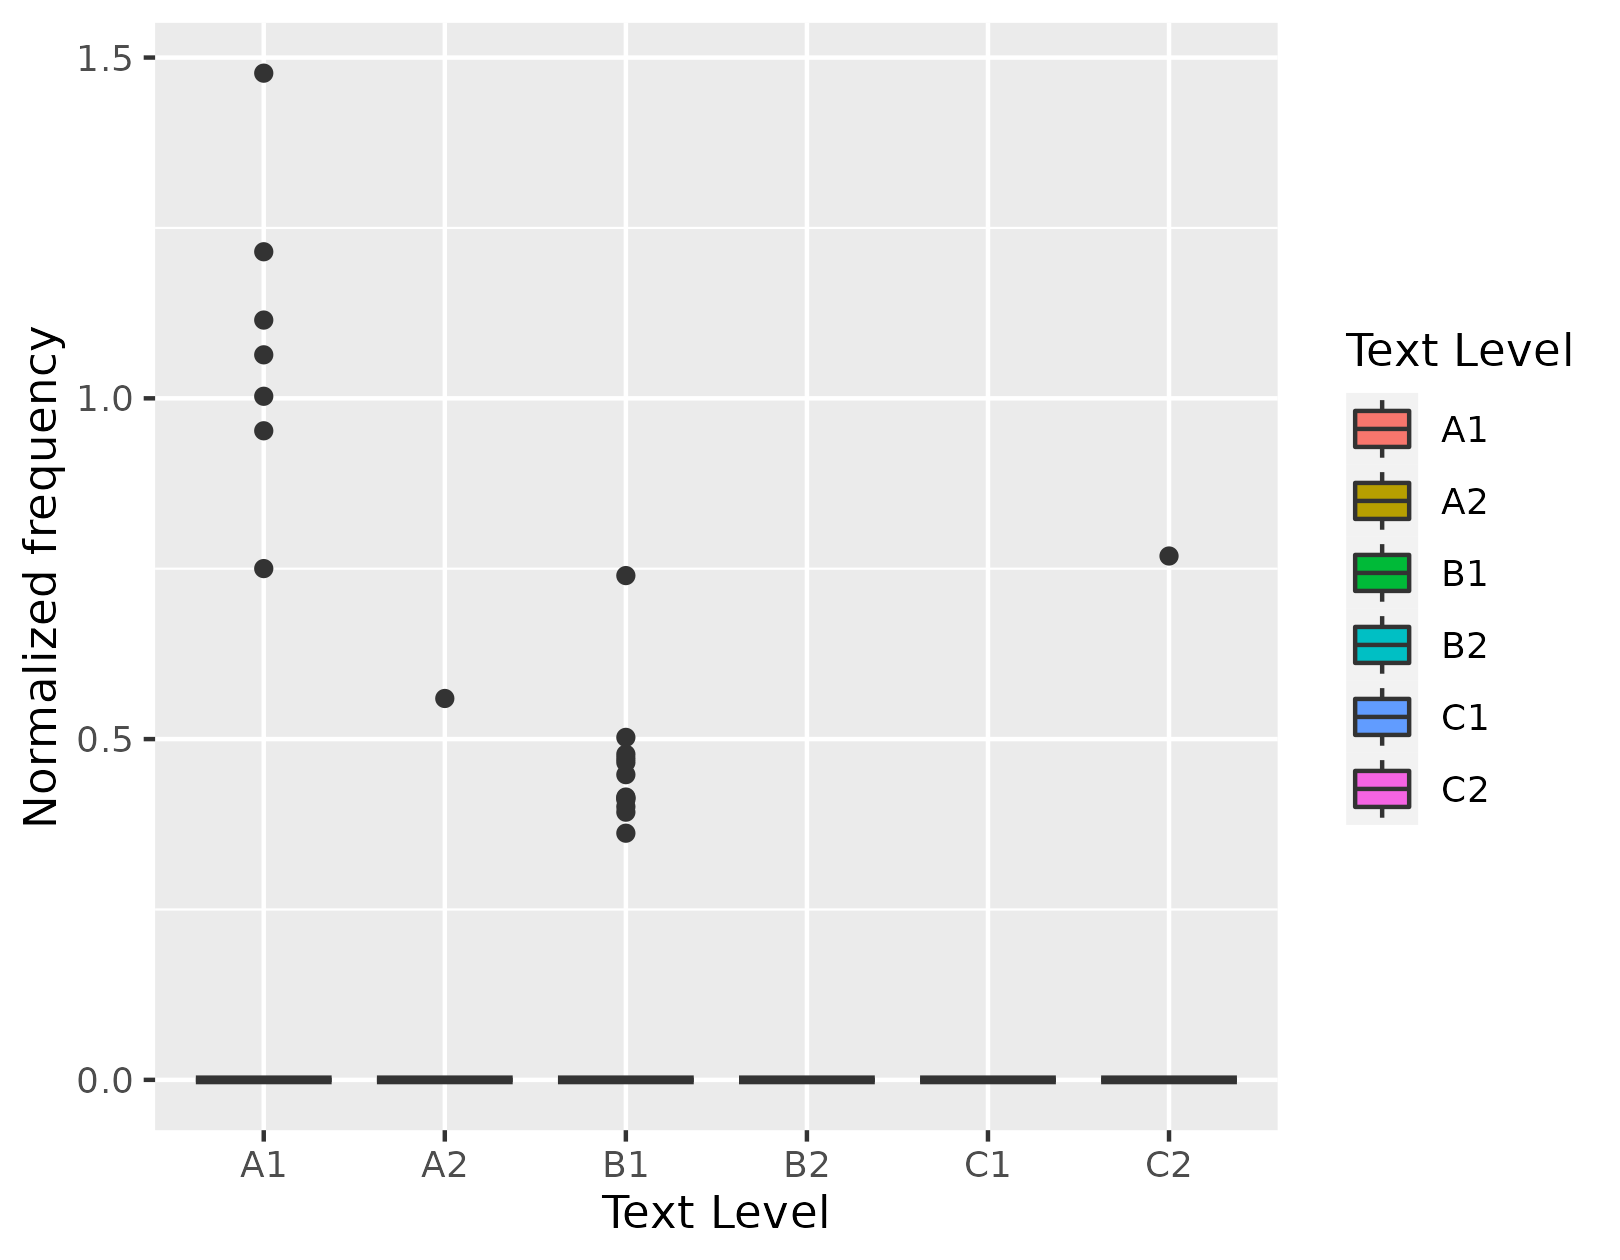 Normalized frequency
1.5
1.0
0.5
0.0
A1 A2 B1 B2 C1 C2
Text Level
Text Level
A1
A2
B1
B2
C1
C2